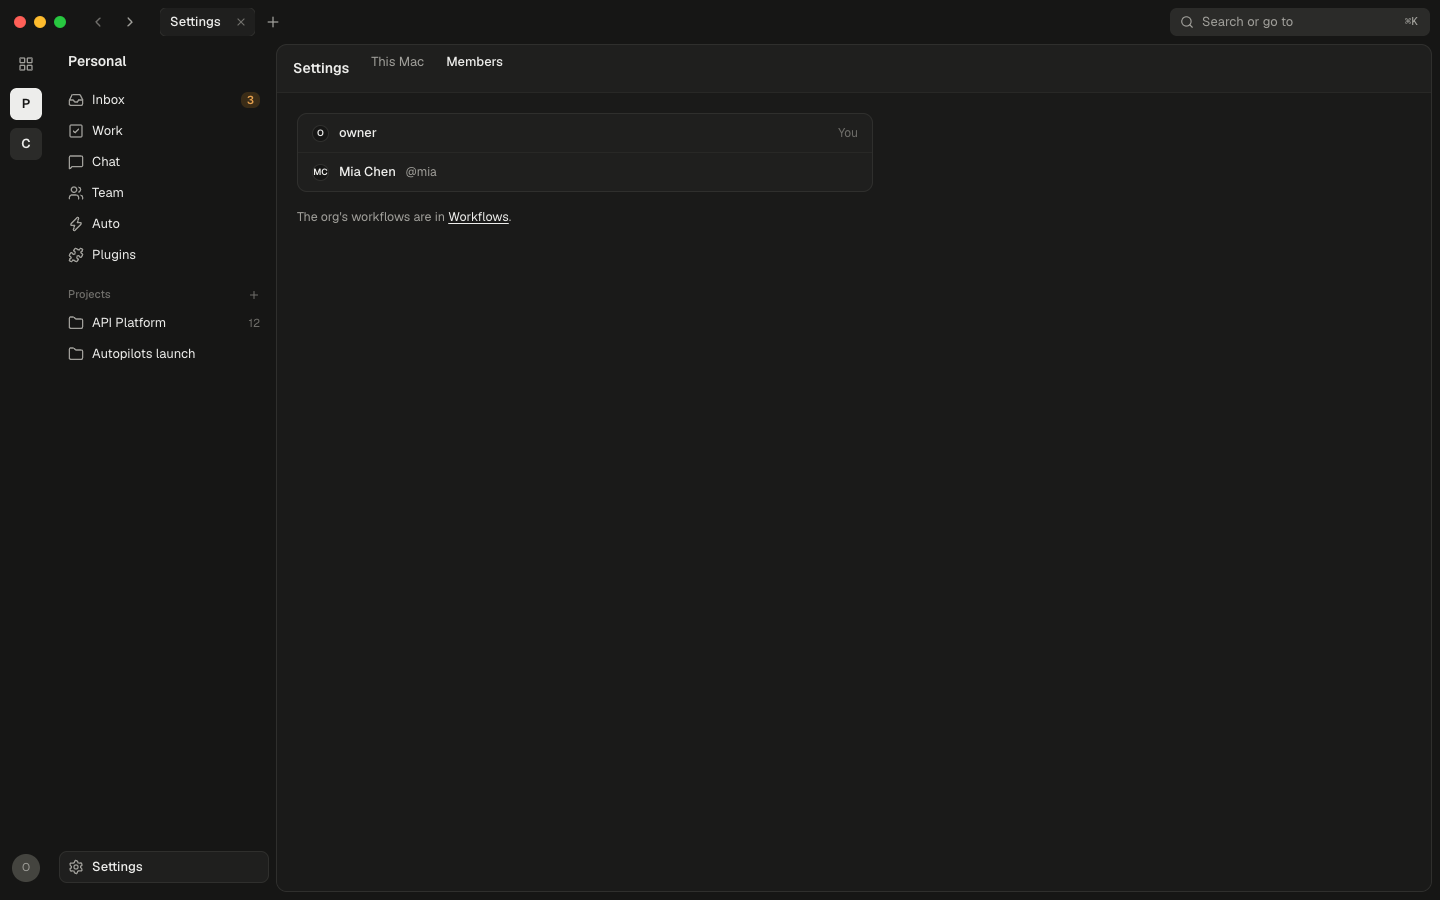 Settings
Search or go to ⌘K
Personal
P
C
Inbox 3
Work
Chat
Team
Auto
Plugins
Projects
API Platform 12
Autopilots launch
O
Settings
Settings This Mac Members
O owner You
MC Mia Chen @mia
The org's workflows are in Workflows.